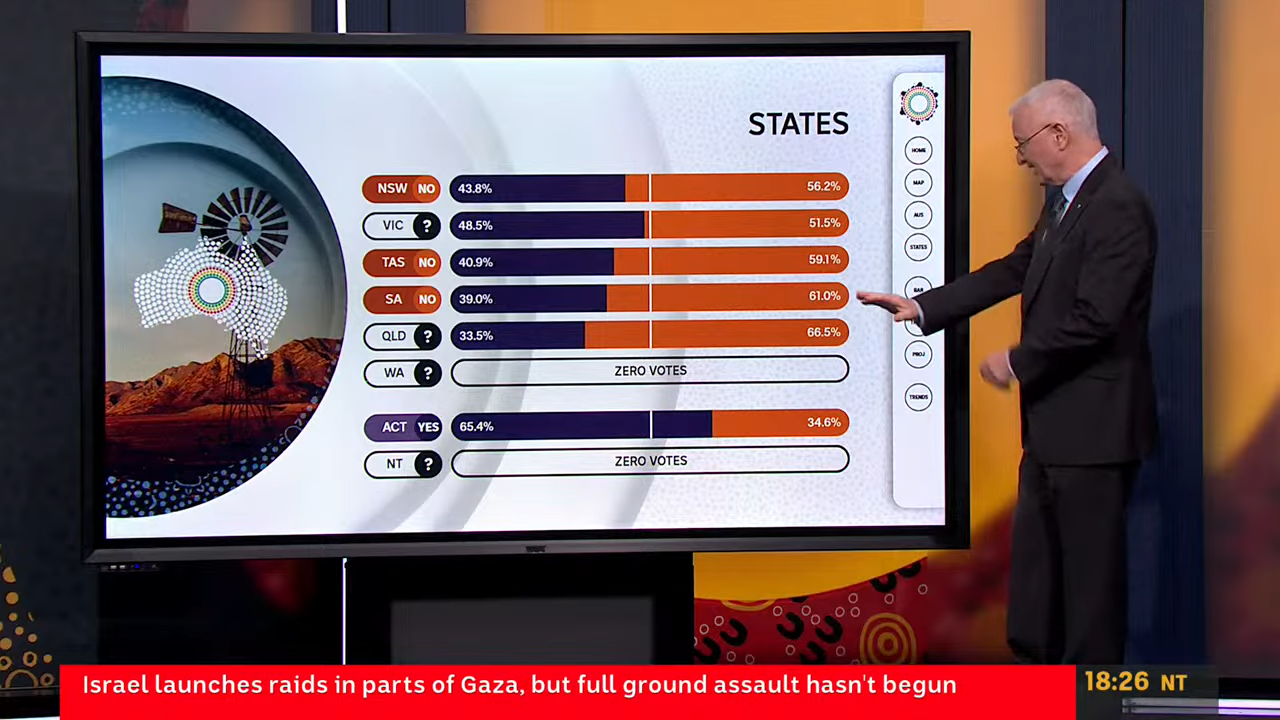 STATES
NSW NO 43.8% 56.2%
VIC ? 48.5% 51.5%
TAS NO 40.9% 59.1%
SA NO 39.0% 61.0%
QLD ? 33.5% 66.5%
WA ? ZERO VOTES
ACT YES 65.4% 34.6%
NT ? ZERO VOTES
HOME
MAP
AUS
STATES
BAR
PROJ
TRENDS
Israel launches raids in parts of Gaza, but full ground assault hasn't begun
18:26 NT